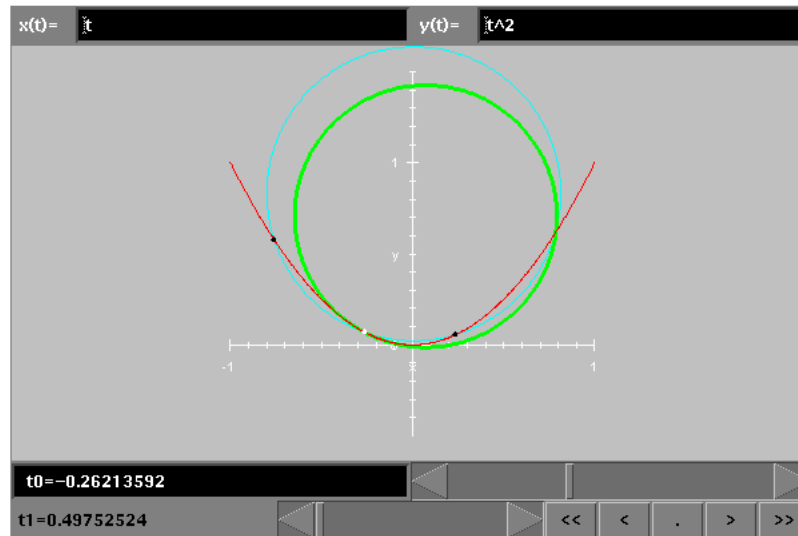 x(t)= t y(t)= t^2
1
y
-1 x 1
t0=−0.26213592
t1=0.49752524 << < . > >>